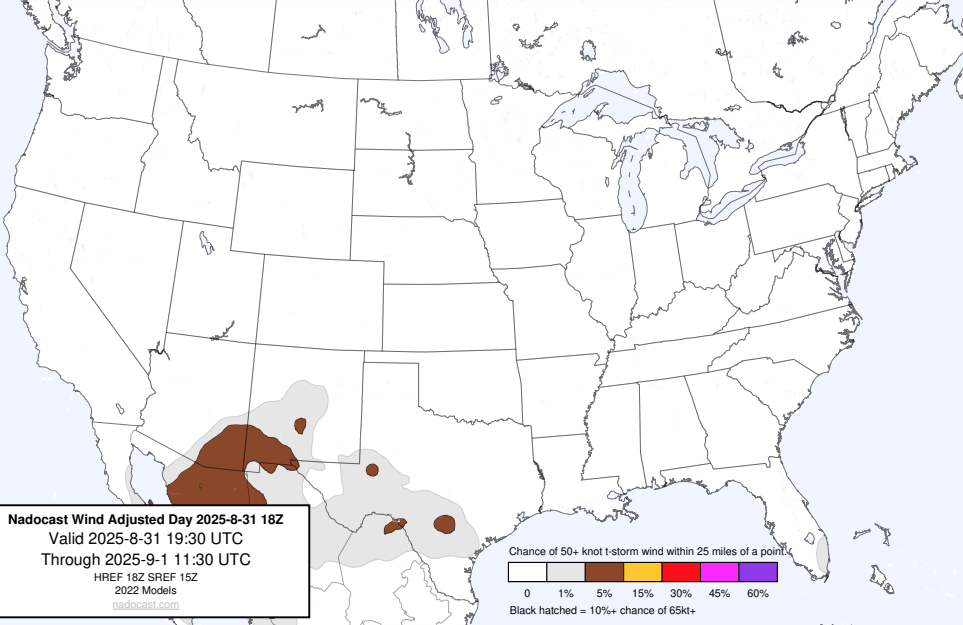 Nadocast Wind Adjusted Day 2025-8-31 18Z
Valid 2025-8-31 19:30 UTC
Through 2025-9-1 11:30 UTC
HREF 18Z SREF 15Z
2022 Models
nadocast.com
Chance of 50+ knot t-storm wind within 25 miles of a point.
0 1% 5% 15% 30% 45% 60%
Black hatched = 10%+ chance of 65kt+